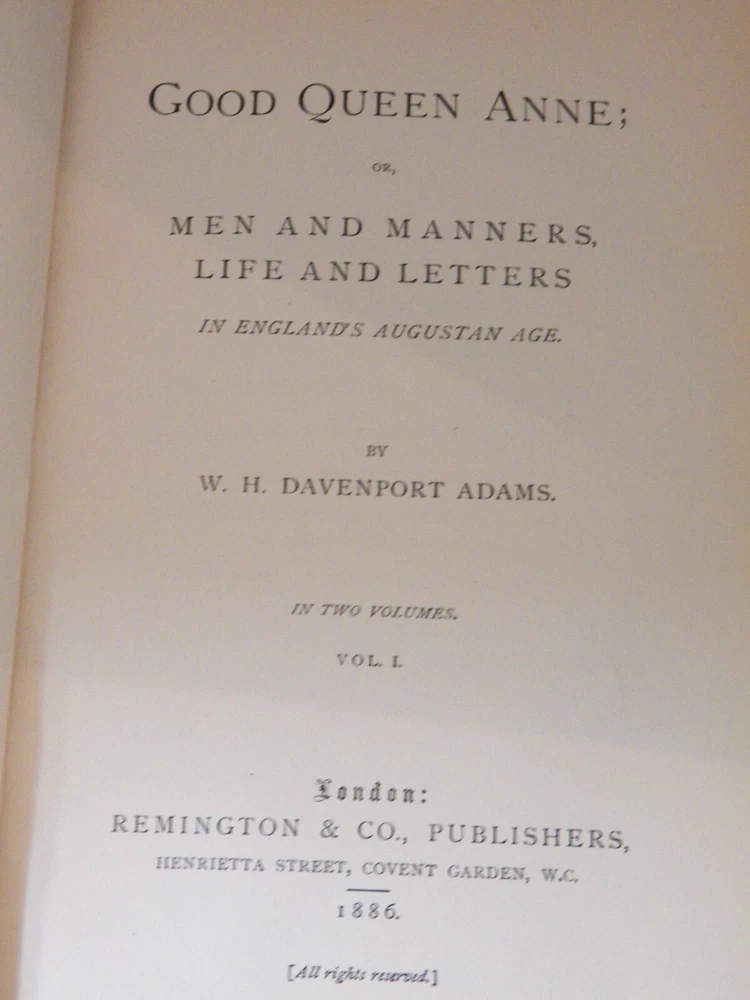 GOOD QUEEN ANNE;
OR,
MEN AND MANNERS,
LIFE AND LETTERS
IN ENGLAND'S AUGUSTAN AGE.
BY
W. H. DAVENPORT ADAMS.
IN TWO VOLUMES.
VOL. I.
London:
REMINGTON & CO., PUBLISHERS,
HENRIETTA STREET, COVENT GARDEN, W.C.
1886.
[All rights reserved.]